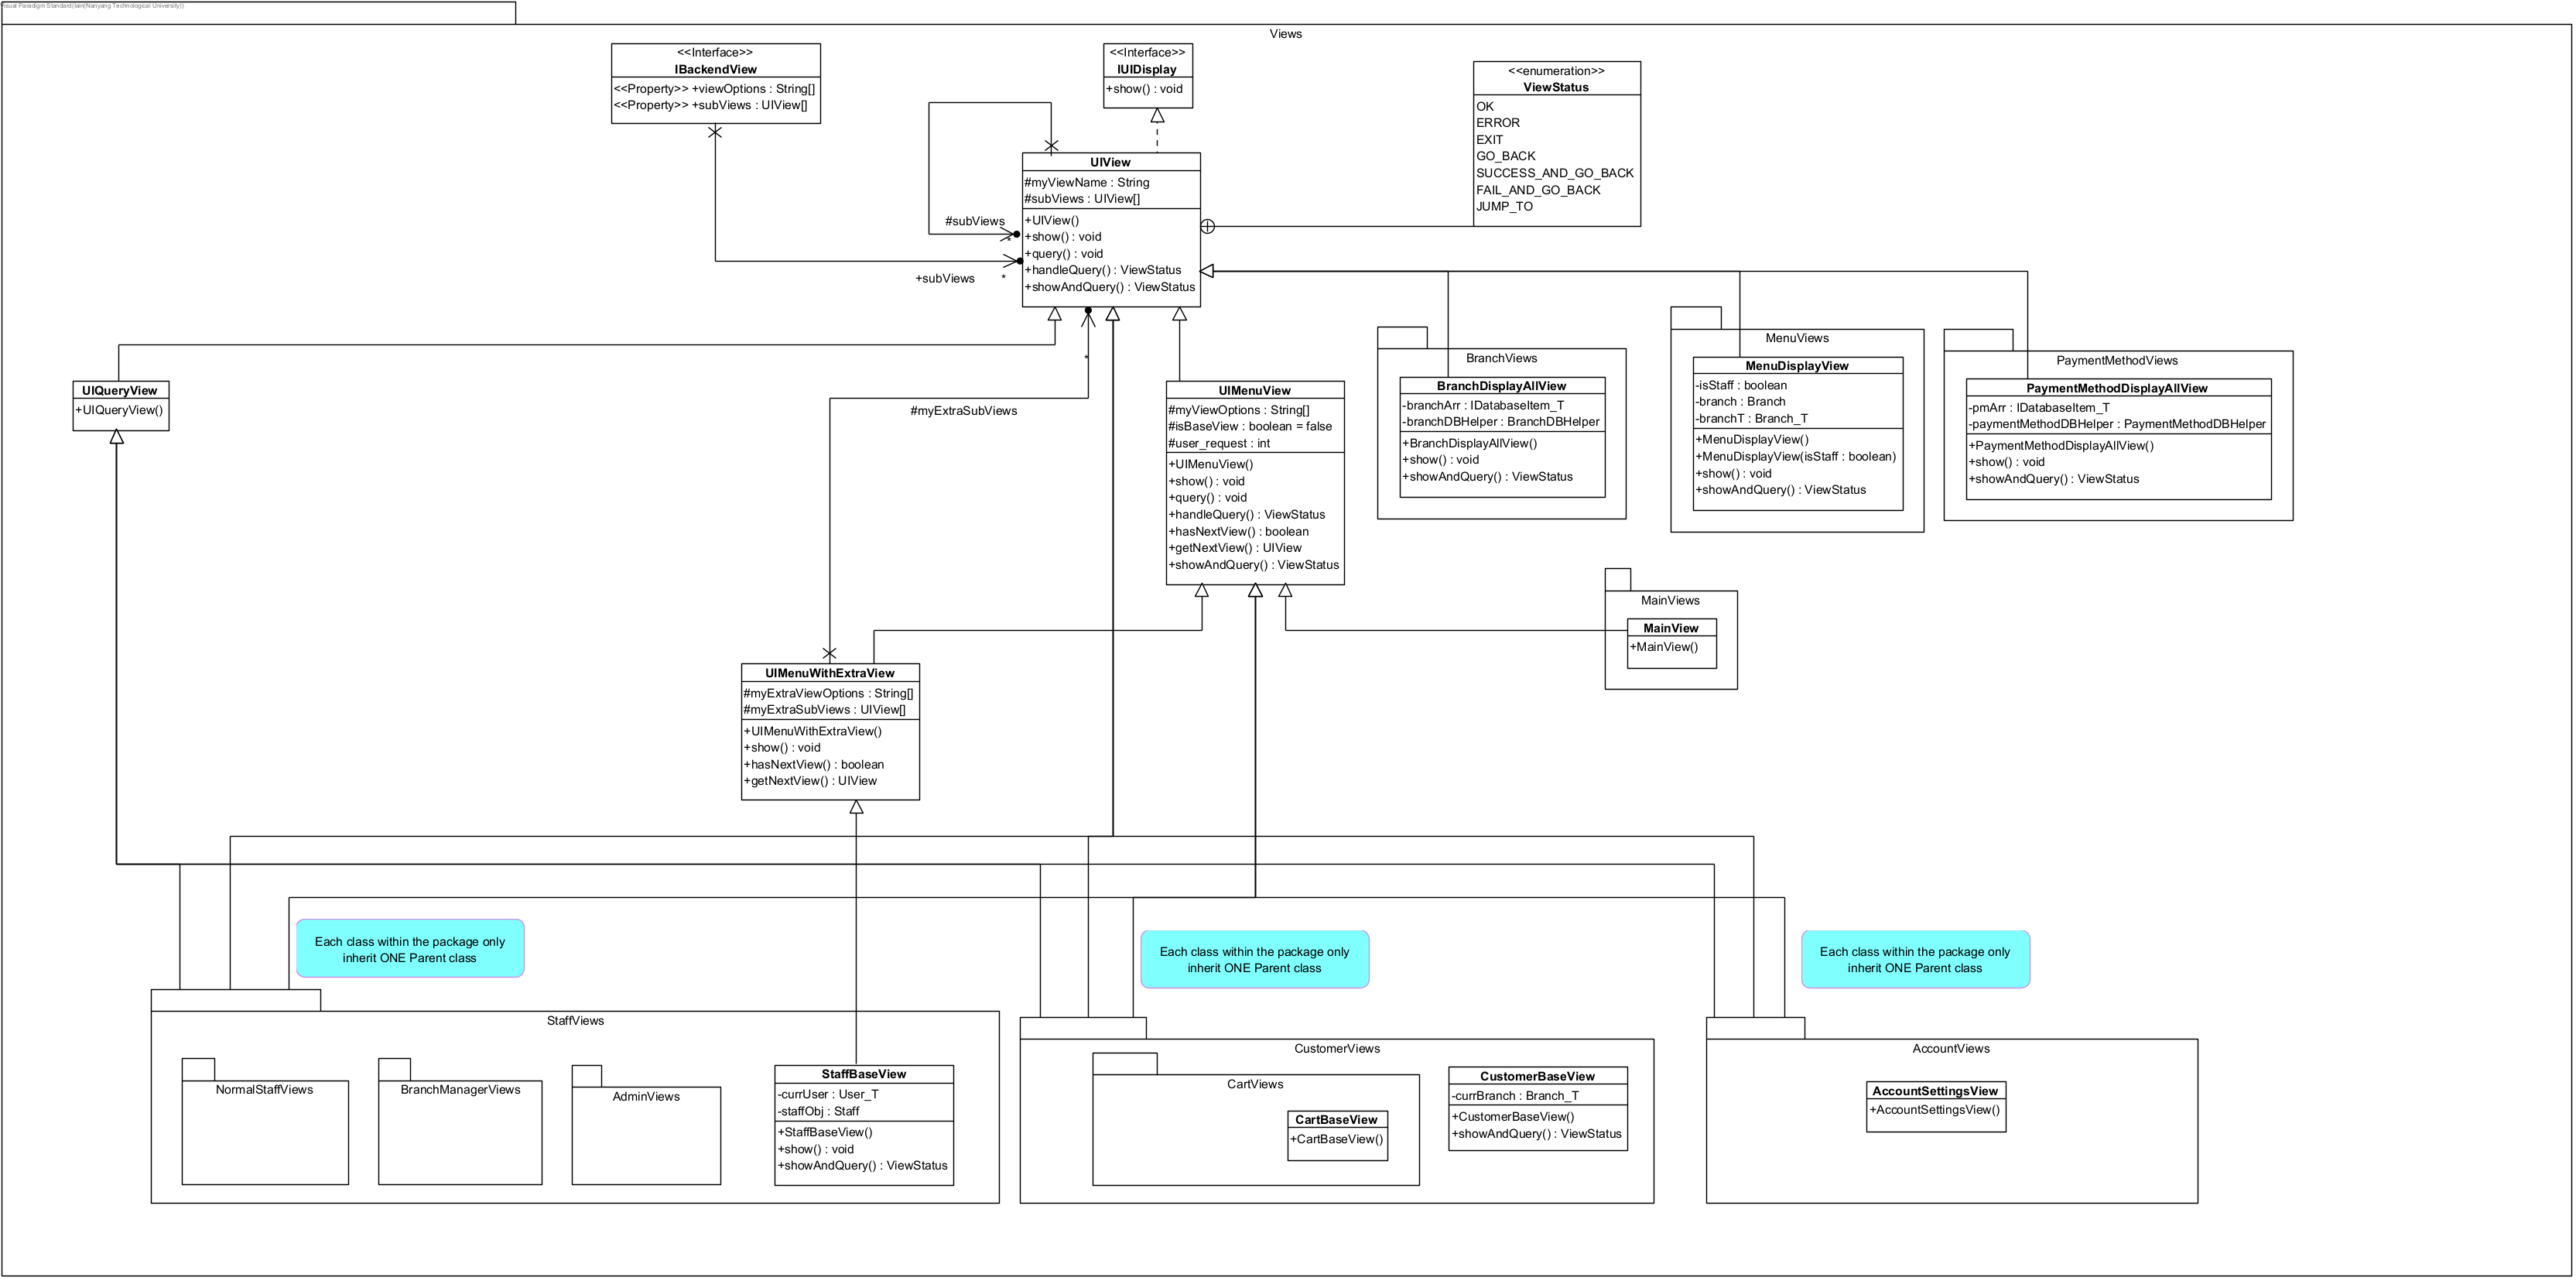 Visual Paradigm Standard(Iain(Nanyang Technological University))
Views
<<Interface>>
IBackendView
<<Property>> +viewOptions : String[]
<<Property>> +subViews : UIView[]
<<Interface>>
IUIDisplay
+show() : void
<<enumeration>>
ViewStatus
OK
ERROR
EXIT
GO_BACK
SUCCESS_AND_GO_BACK
FAIL_AND_GO_BACK
JUMP_TO
UIView
#myViewName : String
#subViews : UIView[]
+UIView()
+show() : void
+query() : void
+handleQuery() : ViewStatus
+showAndQuery() : ViewStatus
#subViews
*
+subViews
*
*
#myExtraSubViews
UIQueryView
+UIQueryView()
UIMenuView
#myViewOptions : String[]
#isBaseView : boolean = false
#user_request : int
+UIMenuView()
+show() : void
+query() : void
+handleQuery() : ViewStatus
+hasNextView() : boolean
+getNextView() : UIView
+showAndQuery() : ViewStatus
BranchViews
BranchDisplayAllView
-branchArr : IDatabaseItem_T
-branchDBHelper : BranchDBHelper
+BranchDisplayAllView()
+show() : void
+showAndQuery() : ViewStatus
MenuViews
MenuDisplayView
-isStaff : boolean
-branch : Branch
-branchT : Branch_T
+MenuDisplayView()
+MenuDisplayView(isStaff : boolean)
+show() : void
+showAndQuery() : ViewStatus
PaymentMethodViews
PaymentMethodDisplayAllView
-pmArr : IDatabaseItem_T
-paymentMethodDBHelper : PaymentMethodDBHelper
+PaymentMethodDisplayAllView()
+show() : void
+showAndQuery() : ViewStatus
MainViews
MainView
+MainView()
UIMenuWithExtraView
#myExtraViewOptions : String[]
#myExtraSubViews : UIView[]
+UIMenuWithExtraView()
+show() : void
+hasNextView() : boolean
+getNextView() : UIView
Each class within the package only
inherit ONE Parent class
Each class within the package only
inherit ONE Parent class
Each class within the package only
inherit ONE Parent class
StaffViews
NormalStaffViews
BranchManagerViews
AdminViews
StaffBaseView
-currUser : User_T
-staffObj : Staff
+StaffBaseView()
+show() : void
+showAndQuery() : ViewStatus
CustomerViews
CartViews
CartBaseView
+CartBaseView()
CustomerBaseView
-currBranch : Branch_T
+CustomerBaseView()
+showAndQuery() : ViewStatus
AccountViews
AccountSettingsView
+AccountSettingsView()